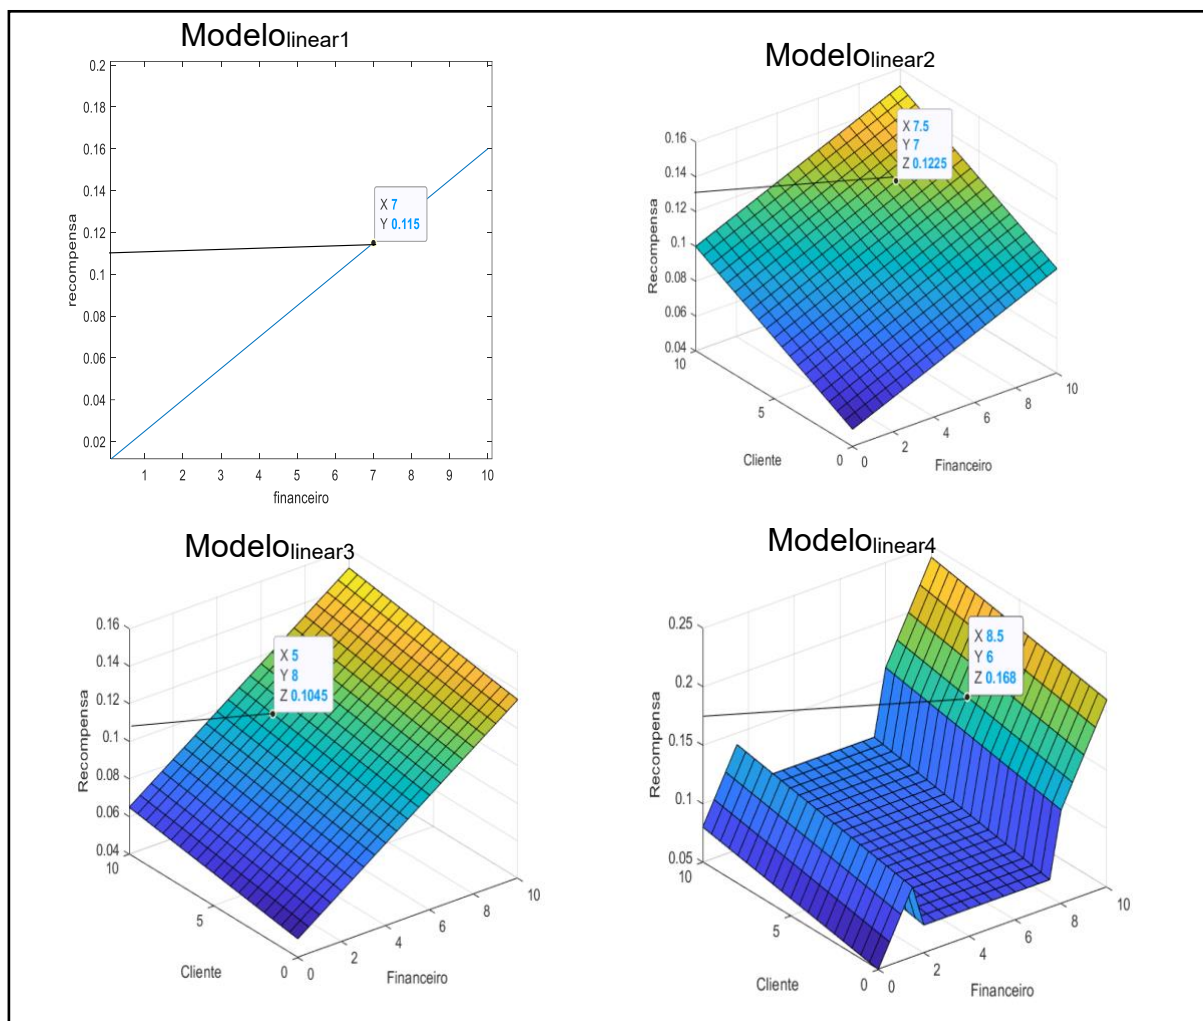 Modelolinear1
0.2
0.18
0.16
0.14
0.12
0.1
0.08
0.06
0.04
0.02
recompensa
X 7
Y 0.115
1 2 3 4 5 6 7 8 9 10
financeiro
Modelolinear2
0.16
0.14
0.12
0.1
0.08
0.06
0.04
Recompensa
X 7.5
Y 7
Z 0.1225
10
5
0
Cliente
0
2
4
6
8
10
Financeiro
Modelolinear3
0.16
0.14
0.12
0.1
0.08
0.06
0.04
Recompensa
X 5
Y 8
Z 0.1045
10
5
0
Cliente
0
2
4
6
8
10
Financeiro
Modelolinear4
0.25
0.2
0.15
0.1
0.05
Recompensa
X 8.5
Y 6
Z 0.168
10
5
0
Cliente
0
2
4
6
8
10
Financeiro